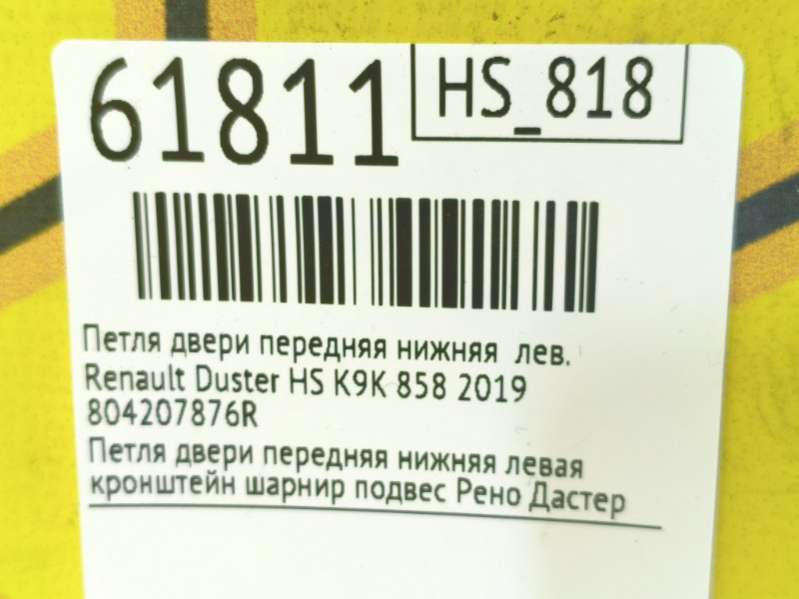 61811
HS_818
Петля двери передняя нижняя лев.
Renault Duster HS K9K 858 2019
804207876R
Петля двери передняя нижняя левая
кронштейн шарнир подвес Рено Дастер